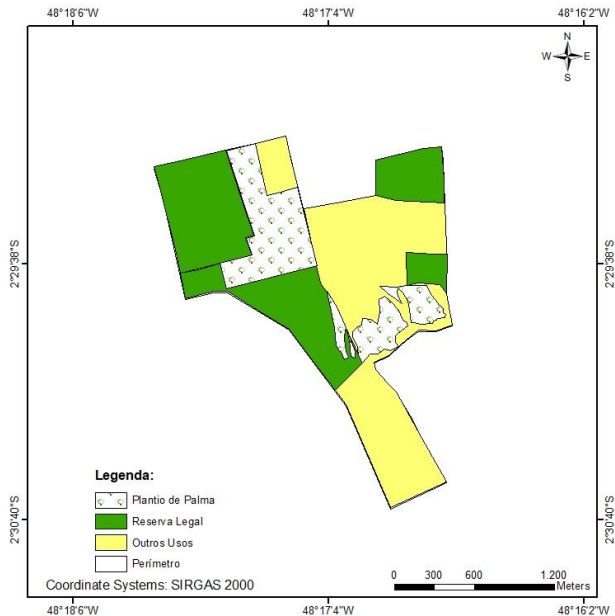 48°18'6"W 48°17'4"W 48°16'2"W
N
W E
S
2°29'38"S 2°29'38"S
Legenda:
Plantio de Palma
Reserva Legal
Outros Usos
Perímetro
2°30'40"S 2°30'40"S
Coordinate Systems: SIRGAS 2000
0 300 600 1.200
Meters
48°18'6"W 48°17'4"W 48°16'2"W